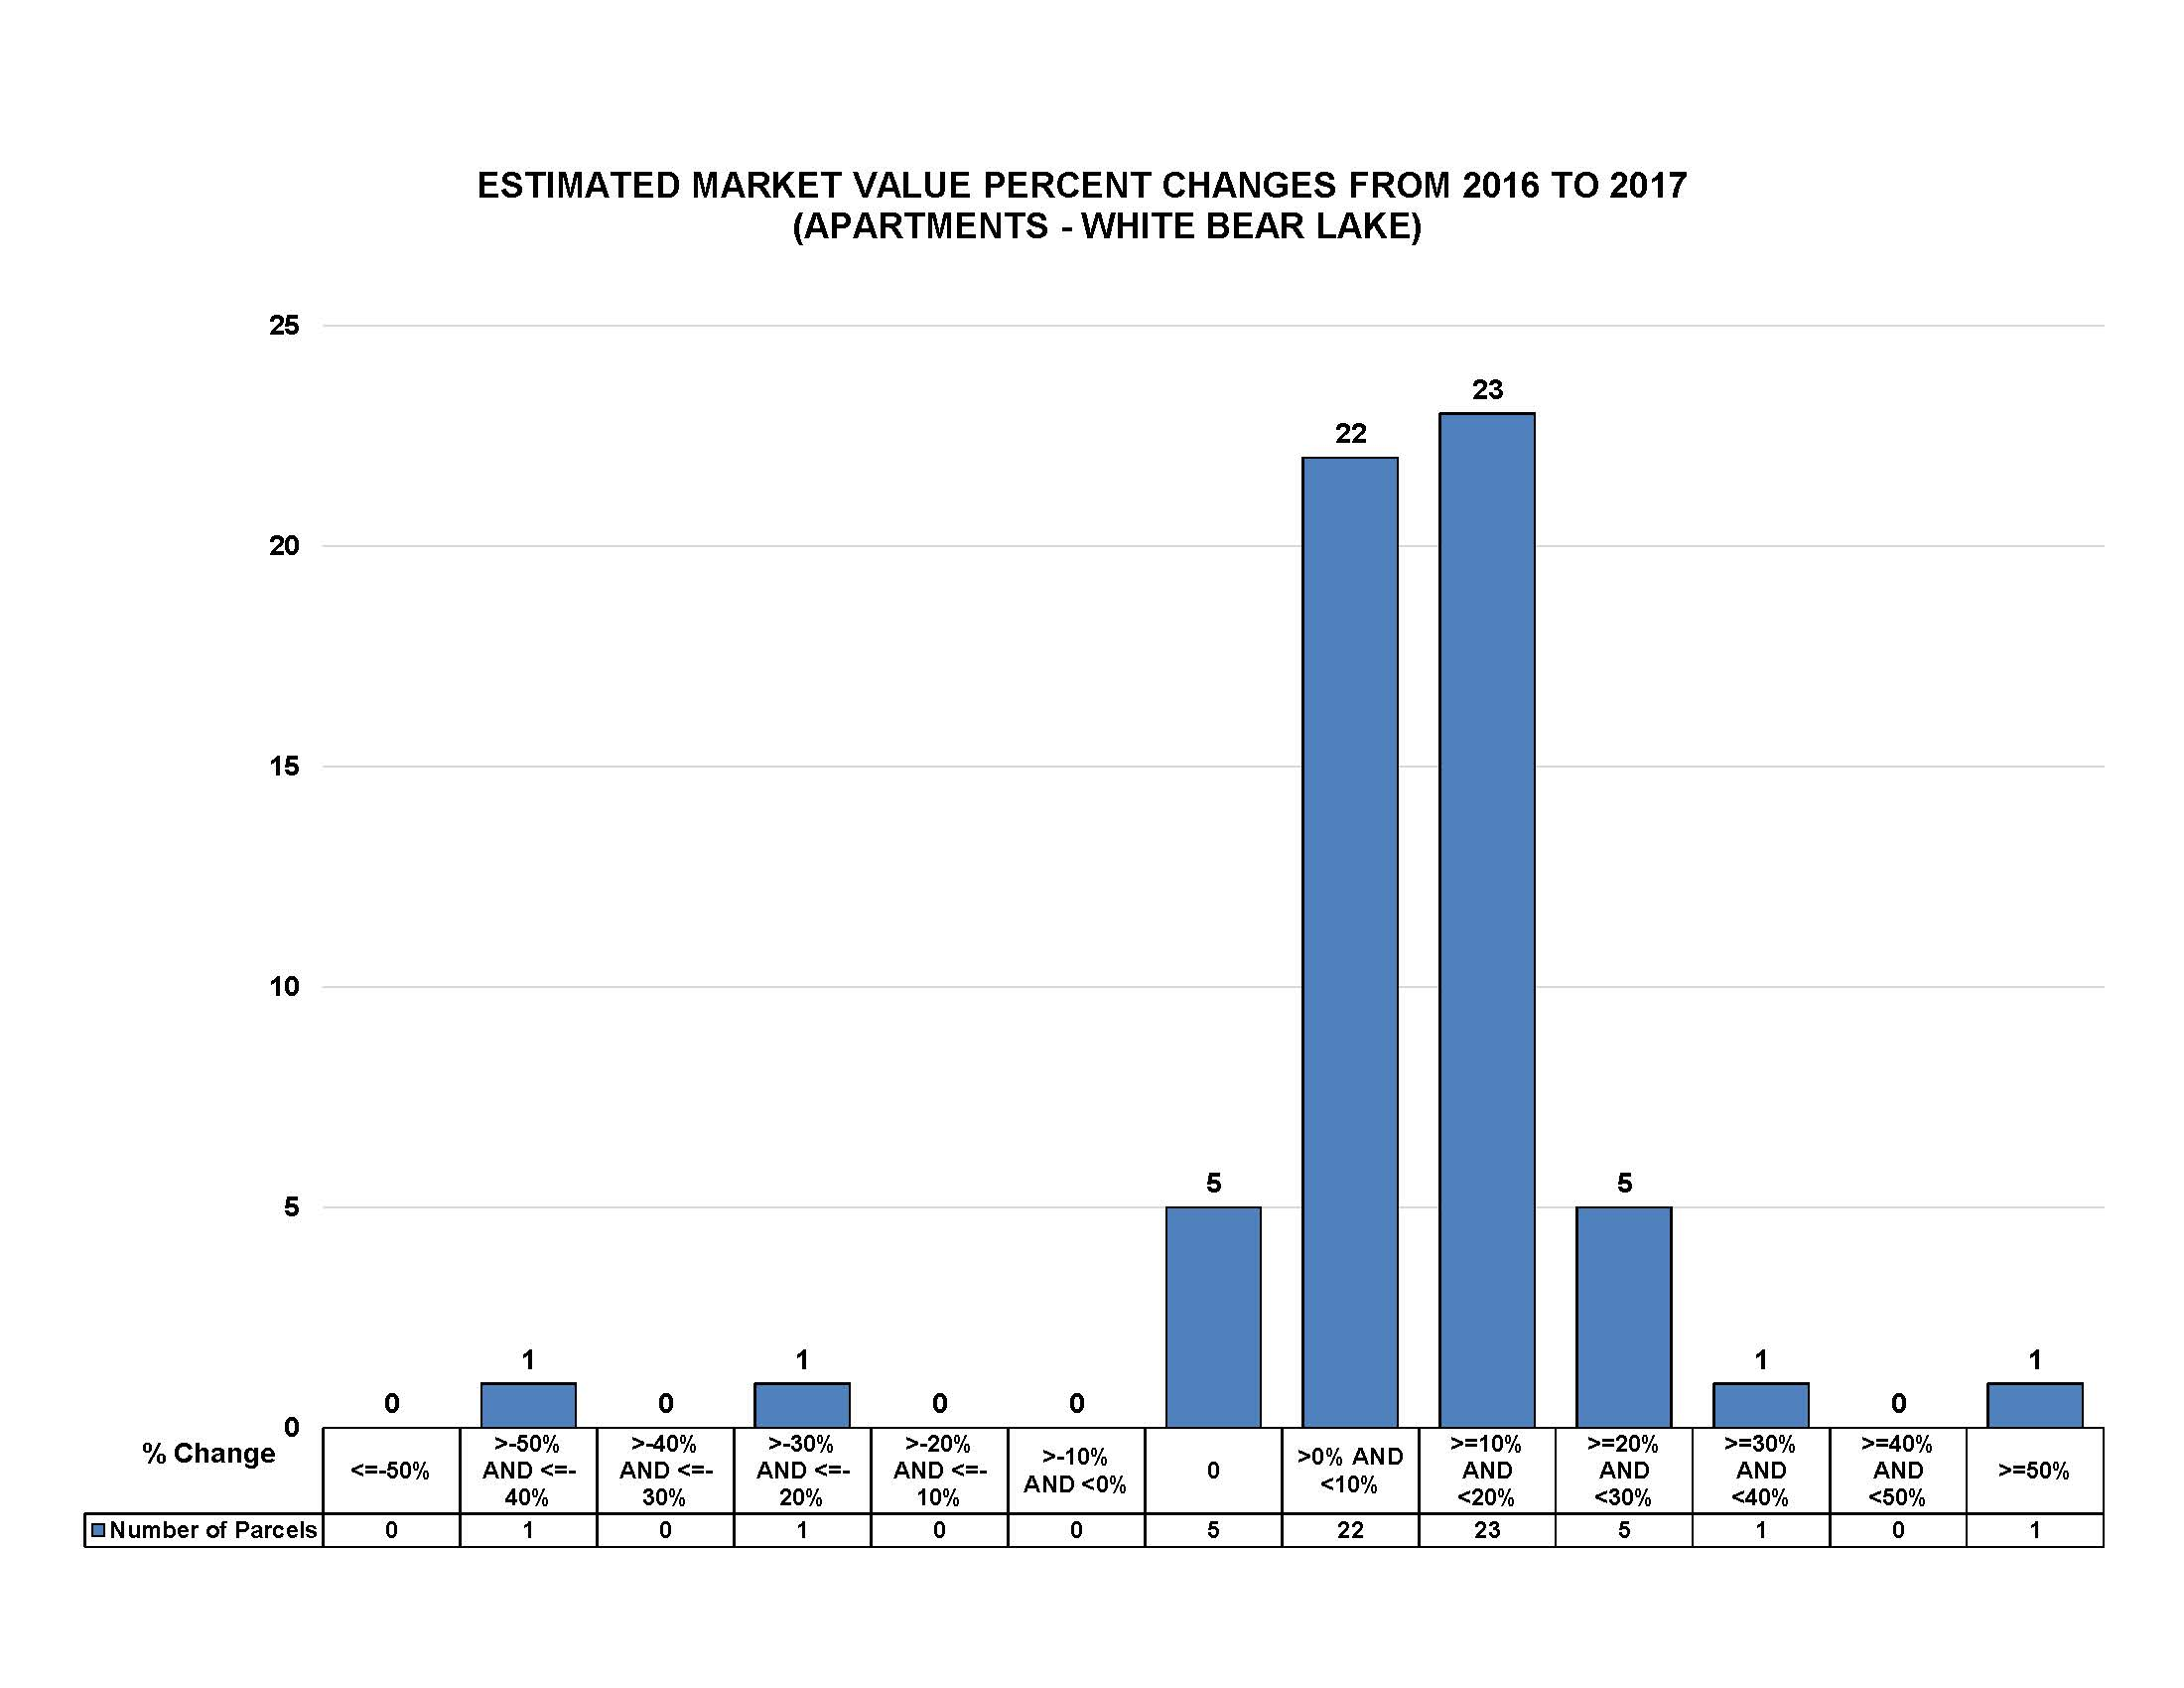 ESTIMATED MARKET VALUE PERCENT CHANGES FROM 2016 TO 2017
(APARTMENTS - WHITE BEAR LAKE)
25
20
15
10
5
0
0
1
0
1
0
0
5
22
23
5
1
0
1
% Change
<=-50%
>-50%
AND <=-
40%
>-40%
AND <=-
30%
>-30%
AND <=-
20%
>-20%
AND <=-
10%
>-10%
AND <0%
0
>0% AND
<10%
>=10%
AND
<20%
>=20%
AND
<30%
>=30%
AND
<40%
>=40%
AND
<50%
>=50%
Number of Parcels 0 1 0 1 0 0 5 22 23 5 1 0 1